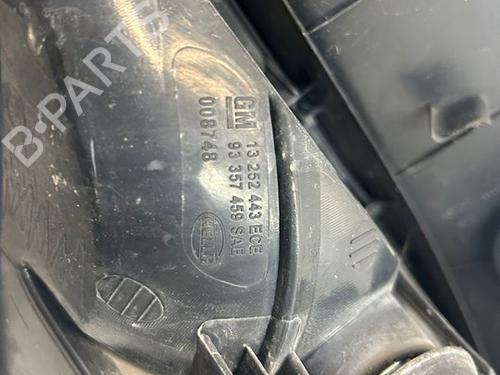 B-PARTS
GM
13 252 443 ECE
93 357 459 SAE
008748
HELLA